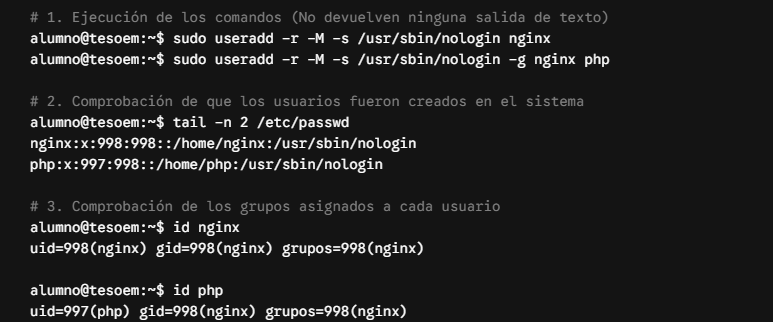 # 1. Ejecución de los comandos (No devuelven ninguna salida de texto)
alumno@tesoem:~$ sudo useradd -r -M -s /usr/sbin/nologin nginx
alumno@tesoem:~$ sudo useradd -r -M -s /usr/sbin/nologin -g nginx php
# 2. Comprobación de que los usuarios fueron creados en el sistema
alumno@tesoem:~$ tail -n 2 /etc/passwd
nginx:x:998:998::/home/nginx:/usr/sbin/nologin
php:x:997:998::/home/php:/usr/sbin/nologin
# 3. Comprobación de los grupos asignados a cada usuario
alumno@tesoem:~$ id nginx
uid=998(nginx) gid=998(nginx) grupos=998(nginx)
alumno@tesoem:~$ id php
uid=997(php) gid=998(nginx) grupos=998(nginx)